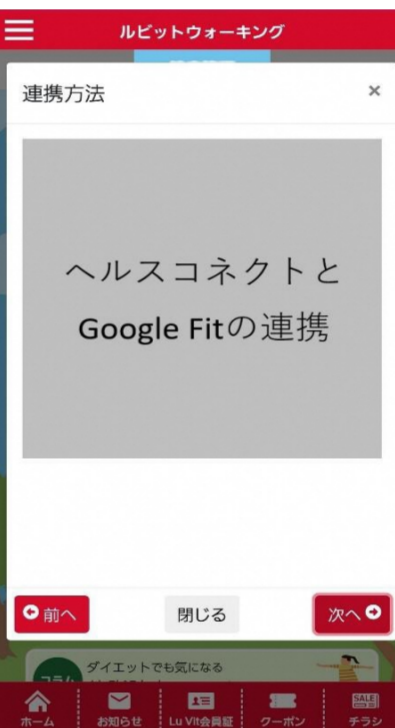 ルビットウォーキング
連携方法
×
ヘルスコネクトと
Google Fitの連携
前へ
閉じる
次へ
ダイエットでも気になる
コラム
SALE
ホーム
お知らせ
Lu Vit会員証
クーポン
チラシ